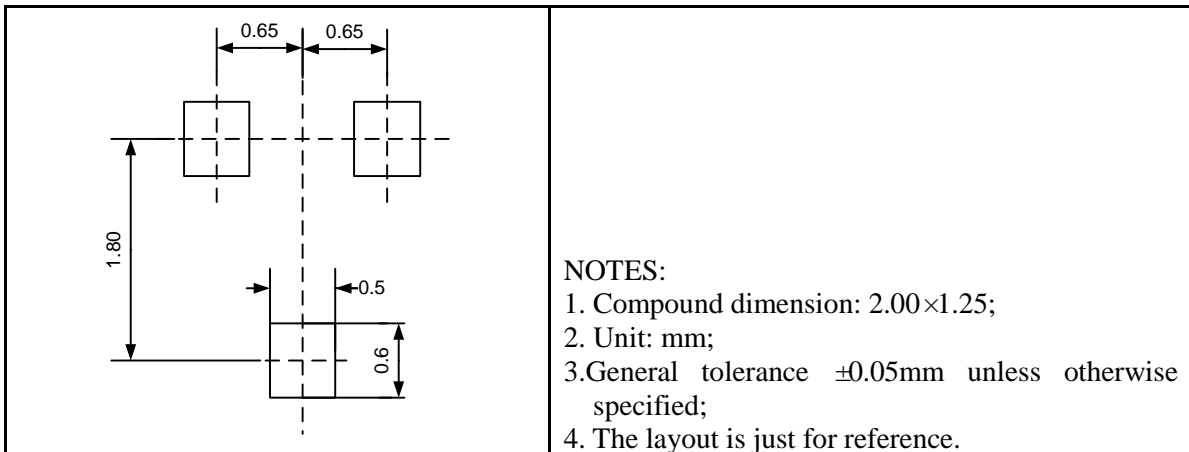 0.65
0.65
1.80
0.5
0.6
NOTES:
1. Compound dimension: 2.00×1.25;
2. Unit: mm;
3.General tolerance ±0.05mm unless otherwise
specified;
4. The layout is just for reference.